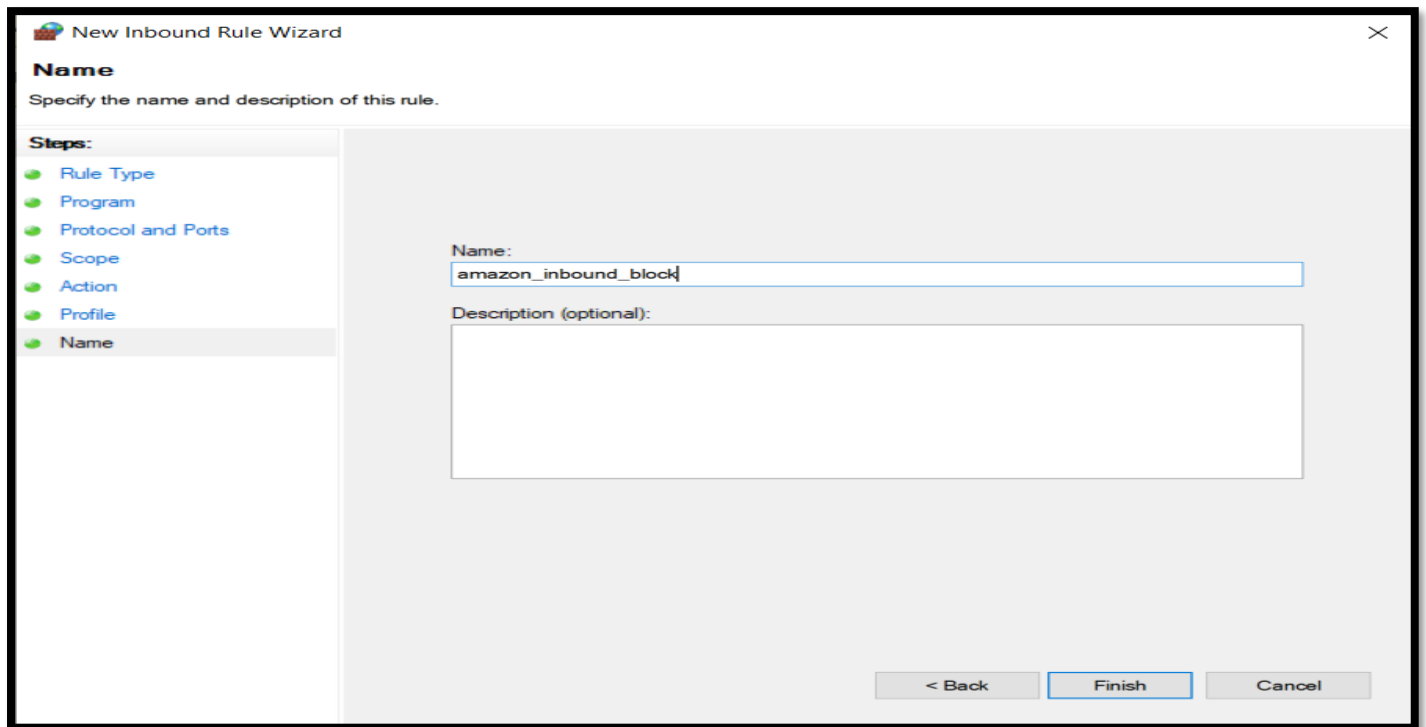 New Inbound Rule Wizard
Name
Specify the name and description of this rule.
Steps:
Rule Type
Program
Protocol and Ports
Scope
Action
Profile
Name
Name:
amazon_inbound_block
Description (optional):
< Back Finish Cancel